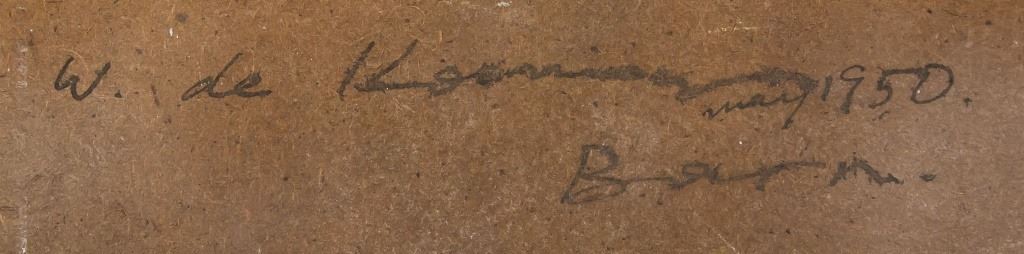 W. de Kooning may 1950.
Barn.